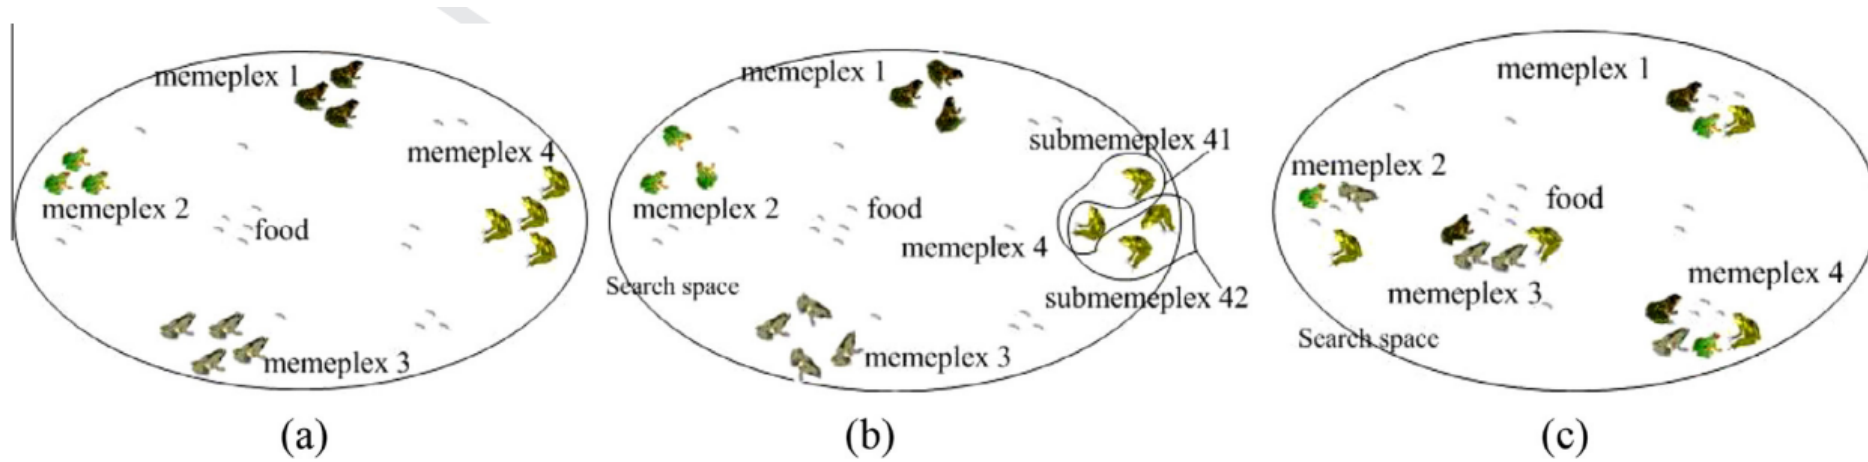 memeplex 1
memeplex 4
memeplex 2
food
memeplex 3
(a)
memeplex 1
submemeplex 41
memeplex 2
food
memeplex 4
Search space
submemeplex 42
memeplex 3
(b)
memeplex 1
memeplex 2
food
memeplex 4
memeplex 3
Search space
(c)